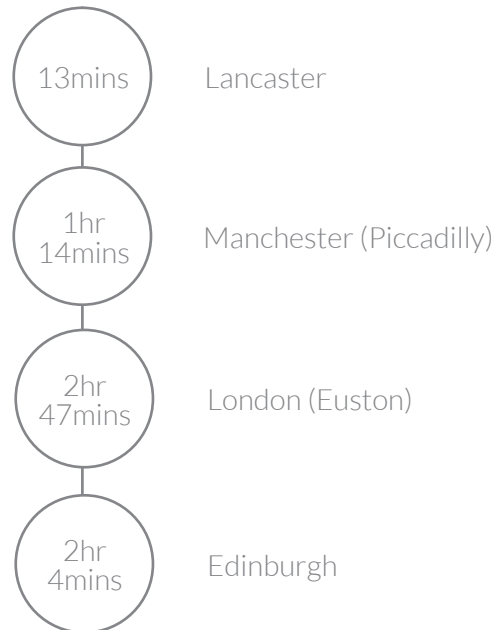 13mins
Lancaster
1hr
14mins
Manchester (Piccadilly)
2hr
47mins
London (Euston)
2hr
4mins
Edinburgh